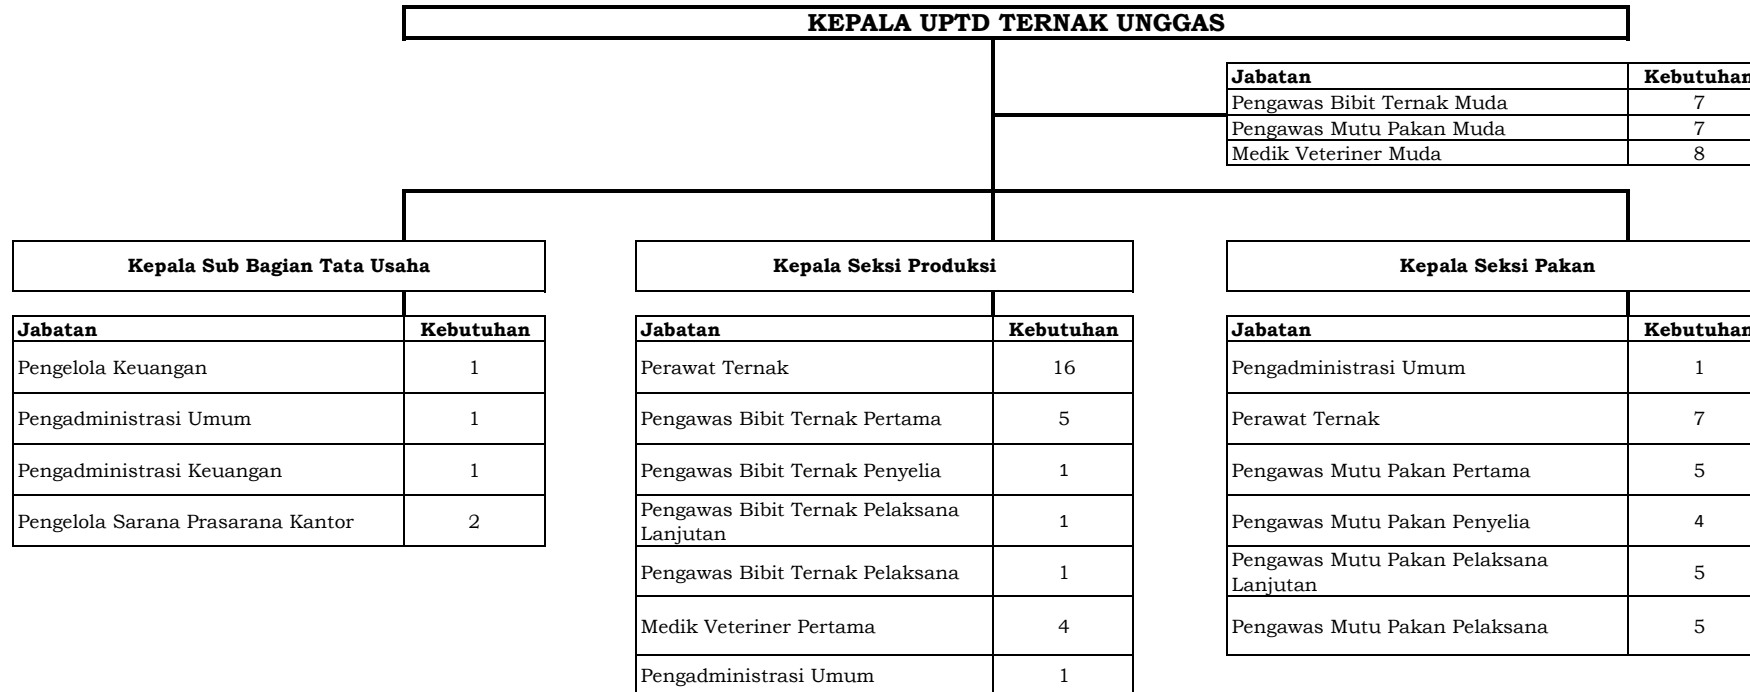 KEPALA UPTD TERNAK UNGGAS
Jabatan Kebutuhan
Pengawas Bibit Ternak Muda 7
Pengawas Mutu Pakan Muda 7
Medik Veteriner Muda 8
Kepala Sub Bagian Tata Usaha
Jabatan Kebutuhan
Pengelola Keuangan 1
Pengadministrasi Umum 1
Pengadministrasi Keuangan 1
Pengelola Sarana Prasarana Kantor 2
Kepala Seksi Produksi
Jabatan Kebutuhan
Perawat Ternak 16
Pengawas Bibit Ternak Pertama 5
Pengawas Bibit Ternak Penyelia 1
Pengawas Bibit Ternak Pelaksana
Lanjutan 1
Pengawas Bibit Ternak Pelaksana 1
Medik Veteriner Pertama 4
Pengadministrasi Umum 1
Kepala Seksi Pakan
Jabatan Kebutuhan
Pengadministrasi Umum 1
Perawat Ternak 7
Pengawas Mutu Pakan Pertama 5
Pengawas Mutu Pakan Penyelia 4
Pengawas Mutu Pakan Pelaksana
Lanjutan 5
Pengawas Mutu Pakan Pelaksana 5